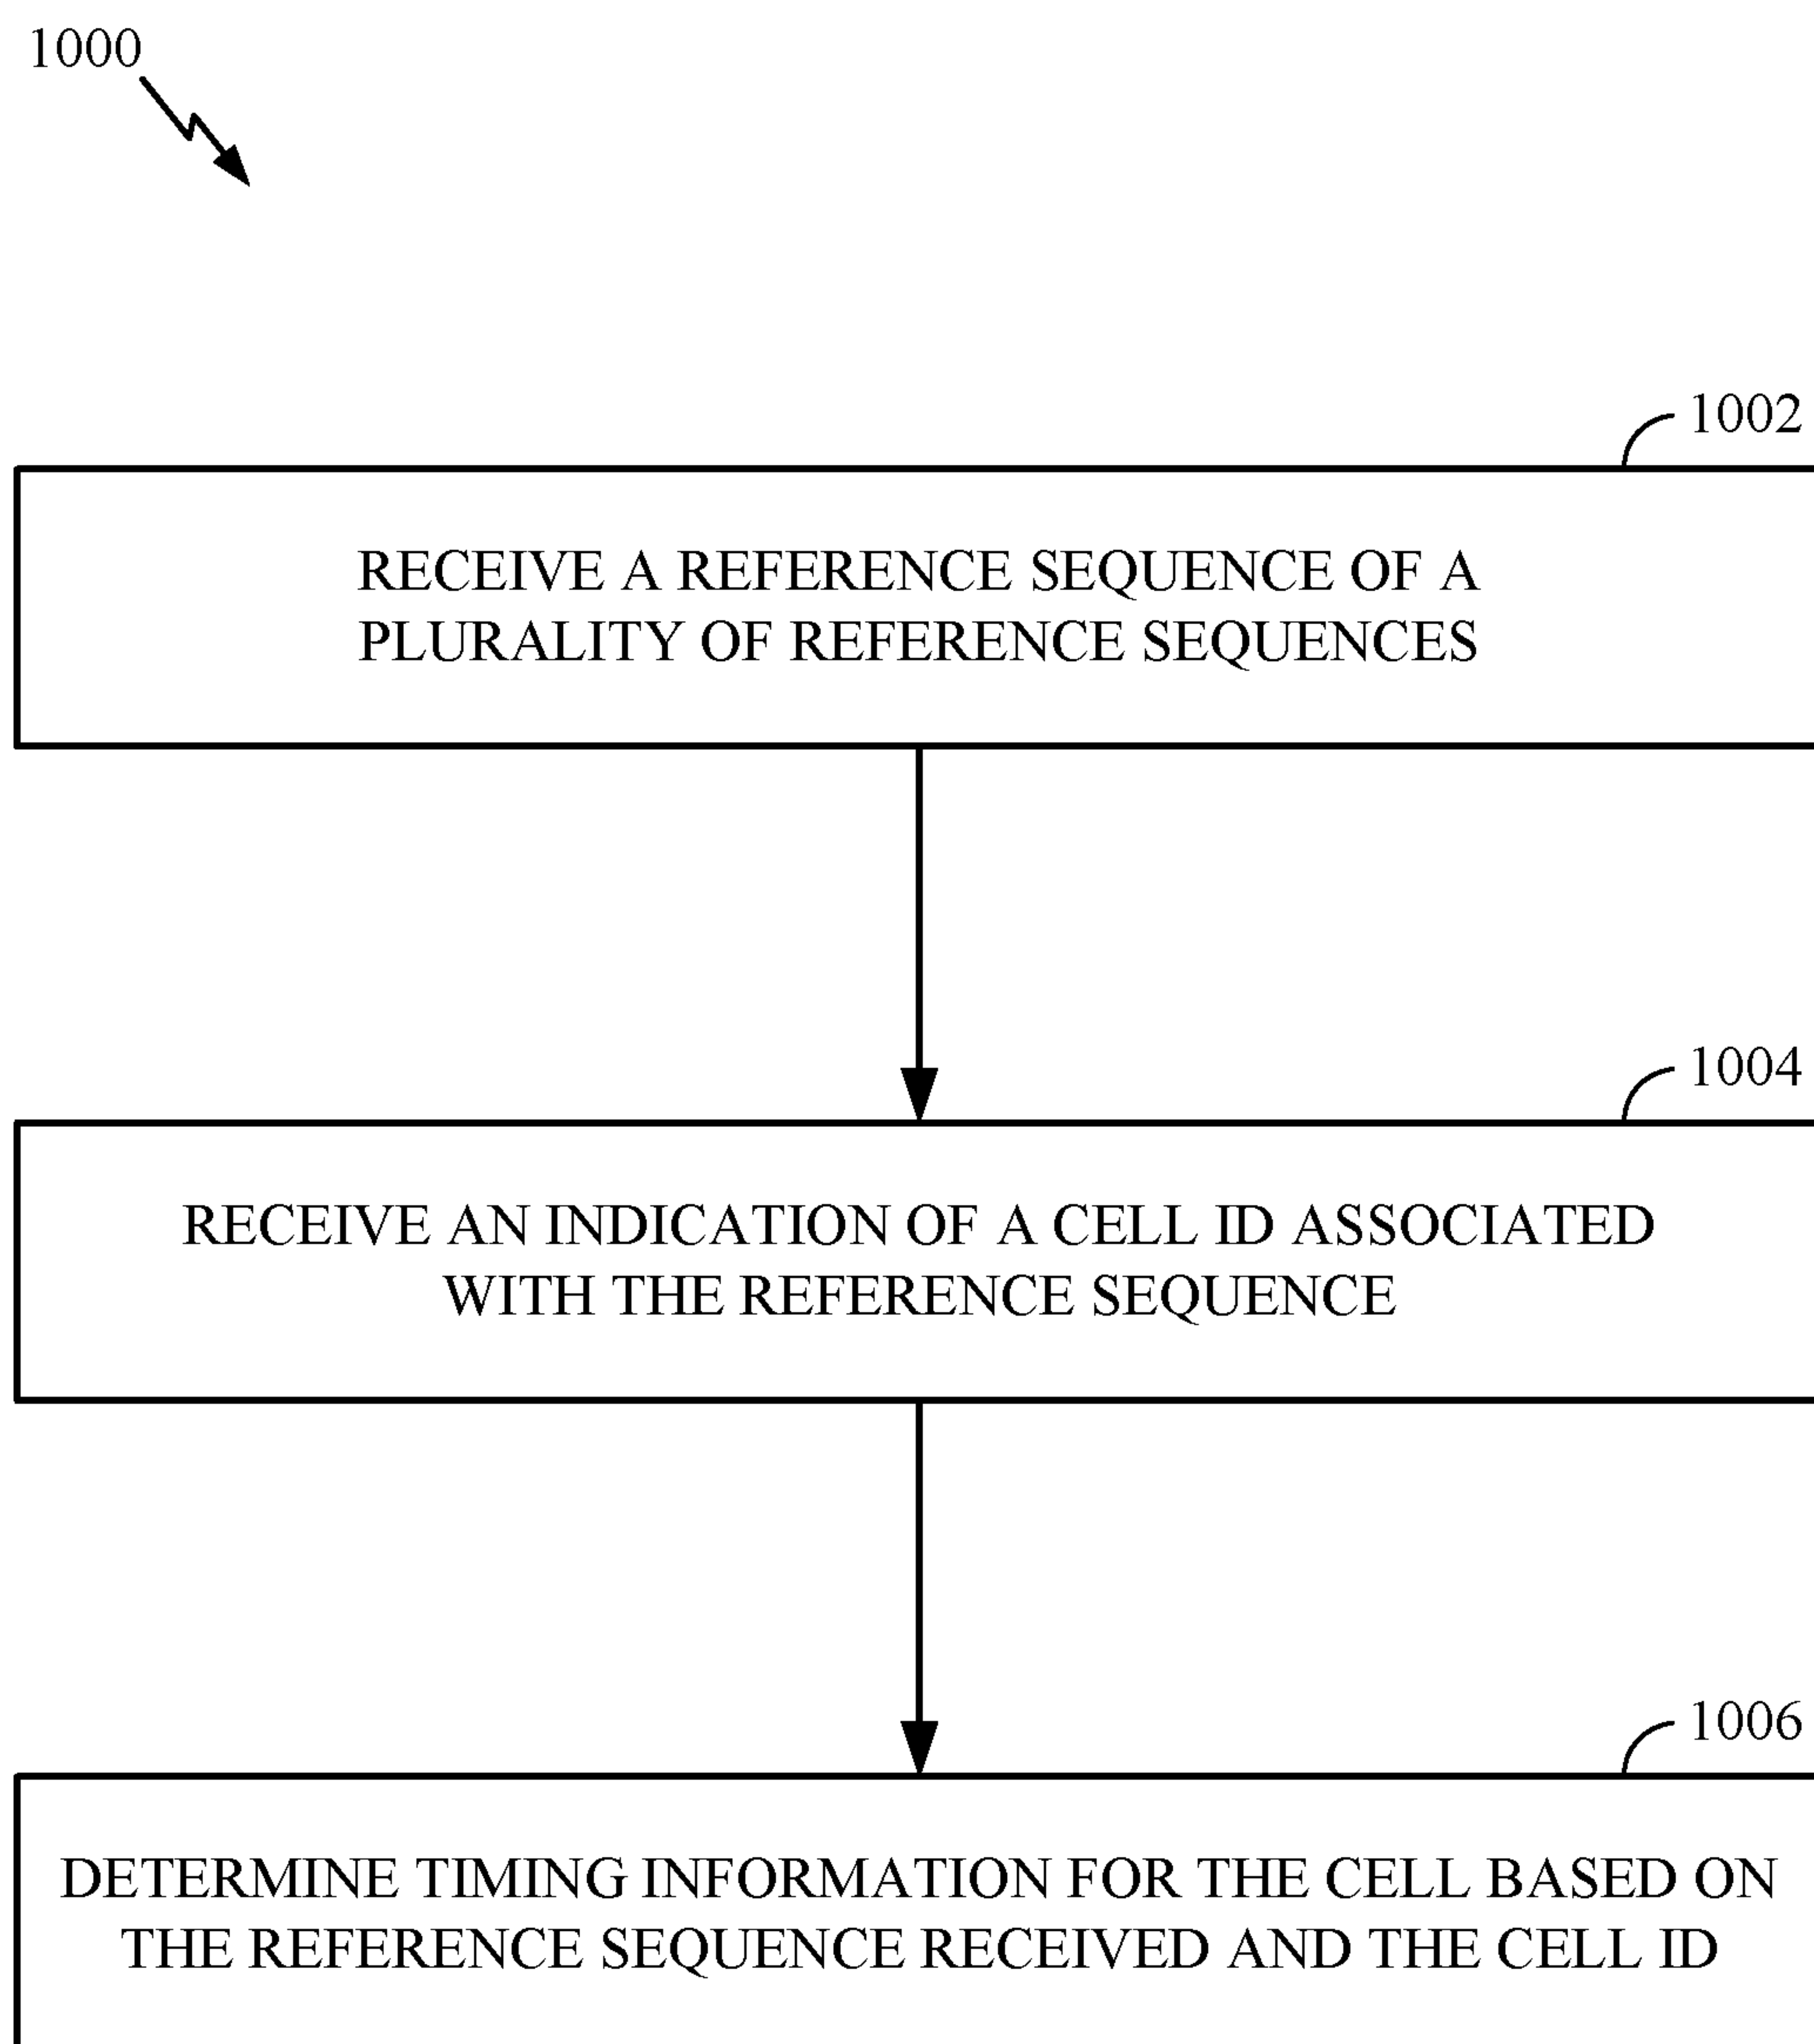 1000
1002
RECEIVE A REFERENCE SEQUENCE OF A
PLURALITY OF REFERENCE SEQUENCES
1004
RECEIVE AN INDICATION OF A CELL ID ASSOCIATED
WITH THE REFERENCE SEQUENCE
1006
DETERMINE TIMING INFORMATION FOR THE CELL BASED ON
THE REFERENCE SEQUENCE RECEIVED AND THE CELL ID